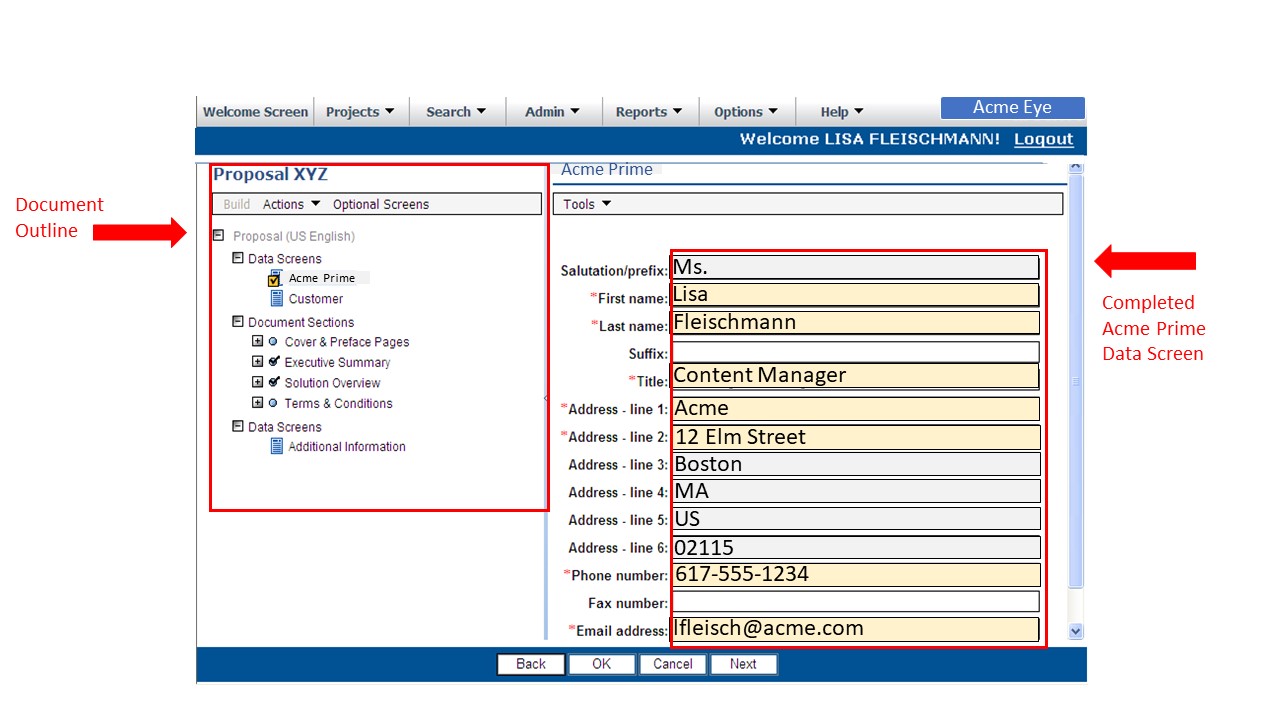 Welcome Screen Projects Search Admin Reports Options Help Acme Eye
Welcome LISA FLEISCHMANN! Logout
Document
Outline
Proposal XYZ
Build Actions Optional Screens
Proposal (US English)
Data Screens
Acme Prime
Customer
Document Sections
Cover & Preface Pages
Executive Summary
Solution Overview
Terms & Conditions
Data Screens
Additional Information
Acme Prime
Tools
Salutation/prefix: Ms.
*First name: Lisa
*Last name: Fleischmann
Suffix:
*Title: Content Manager
*Address - line 1: Acme
*Address - line 2: 12 Elm Street
Address - line 3: Boston
Address - line 4: MA
Address - line 5: US
Address - line 6: 02115
*Phone number: 617-555-1234
Fax number:
*Email address: lfleisch@acme.com
Completed
Acme Prime
Data Screen
Back OK Cancel Next